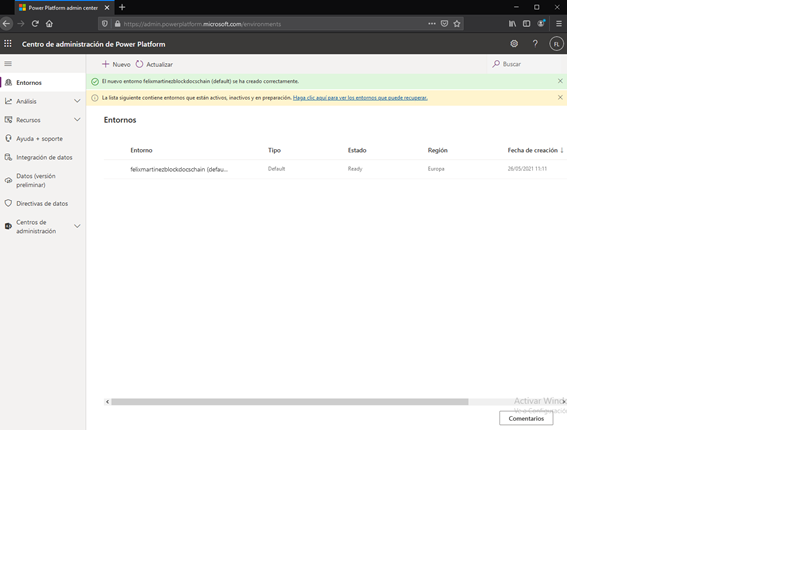 Power Platform admin center
https://admin.powerplatform.microsoft.com/environments
Centro de administración de Power Platform
FL
Nuevo
Actualizar
Buscar
Entornos
Análisis
Recursos
Ayuda + soporte
Integración de datos
Datos (versión
preliminar)
Directivas de datos
Centros de
administración
El nuevo entorno felixmartinezblockdocschain (default) se ha creado correctamente.
La lista siguiente contiene entornos que están activos, inactivos y en preparación. Haga clic aquí para ver los entornos que puede recuperar.
Entornos
Entorno Tipo Estado Región Fecha de creación ↓
felixmartinezblockdocschain (defau... Default Ready Europa 26/05/2021 11:11
Activar Wind
Ve a Configuració
Comentarios